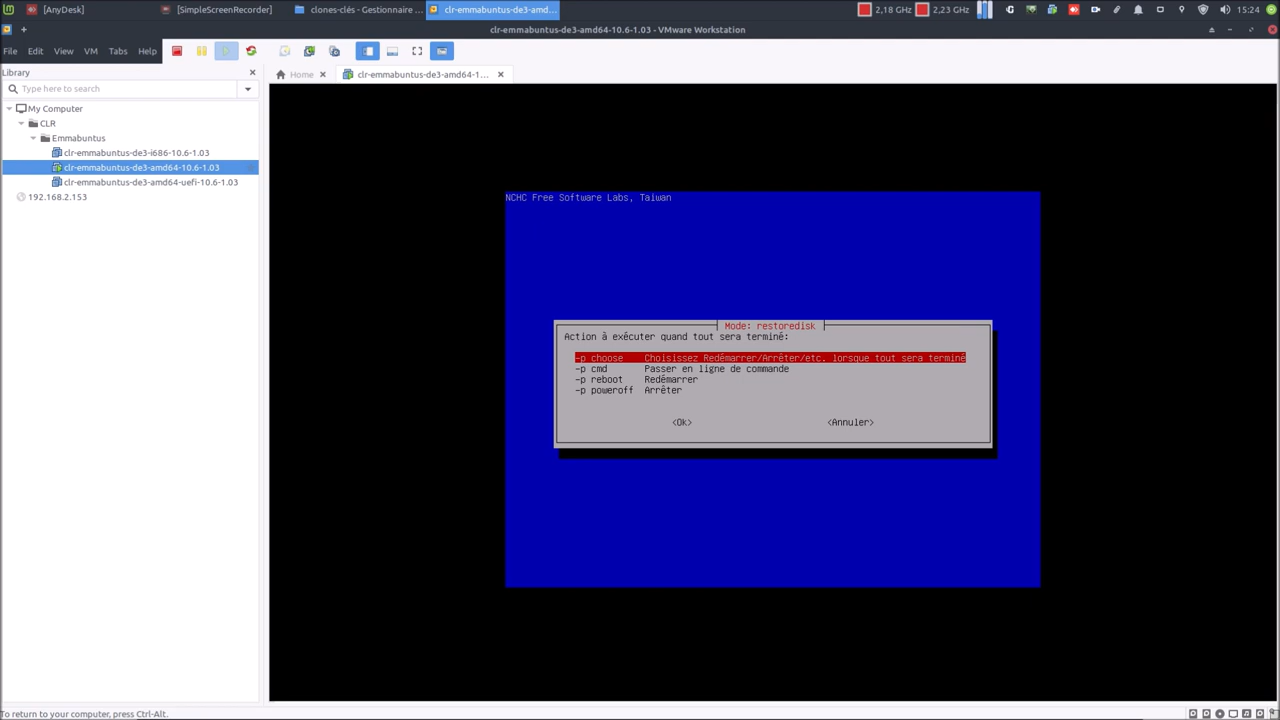 [AnyDesk]
[SimpleScreenRecorder]
clones-clés - Gestionnaire ...
clr-emmabuntus-de3-amd...
2,18 GHz
2,23 GHz
15:24
clr-emmabuntus-de3-amd64-10.6-1.03 - VMware Workstation
File Edit View VM Tabs Help
Library
Home
clr-emmabuntus-de3-amd64-1...
Type here to search
My Computer
CLR
Emmabuntus
clr-emmabuntus-de3-i686-10.6-1.03
clr-emmabuntus-de3-amd64-10.6-1.03
clr-emmabuntus-de3-amd64-uefi-10.6-1.03
192.168.2.153
NCHC Free Software Labs, Taiwan
Mode: restoredisk
Action à exécuter quand tout sera terminé:
-p choose Choisissez Redémarrer/Arrêter/etc. lorsque tout sera terminé
-p cmd Passer en ligne de commande
-p reboot Redémarrer
-p poweroff Arrêter
<Ok> <Annuler>
To return to your computer, press Ctrl-Alt.